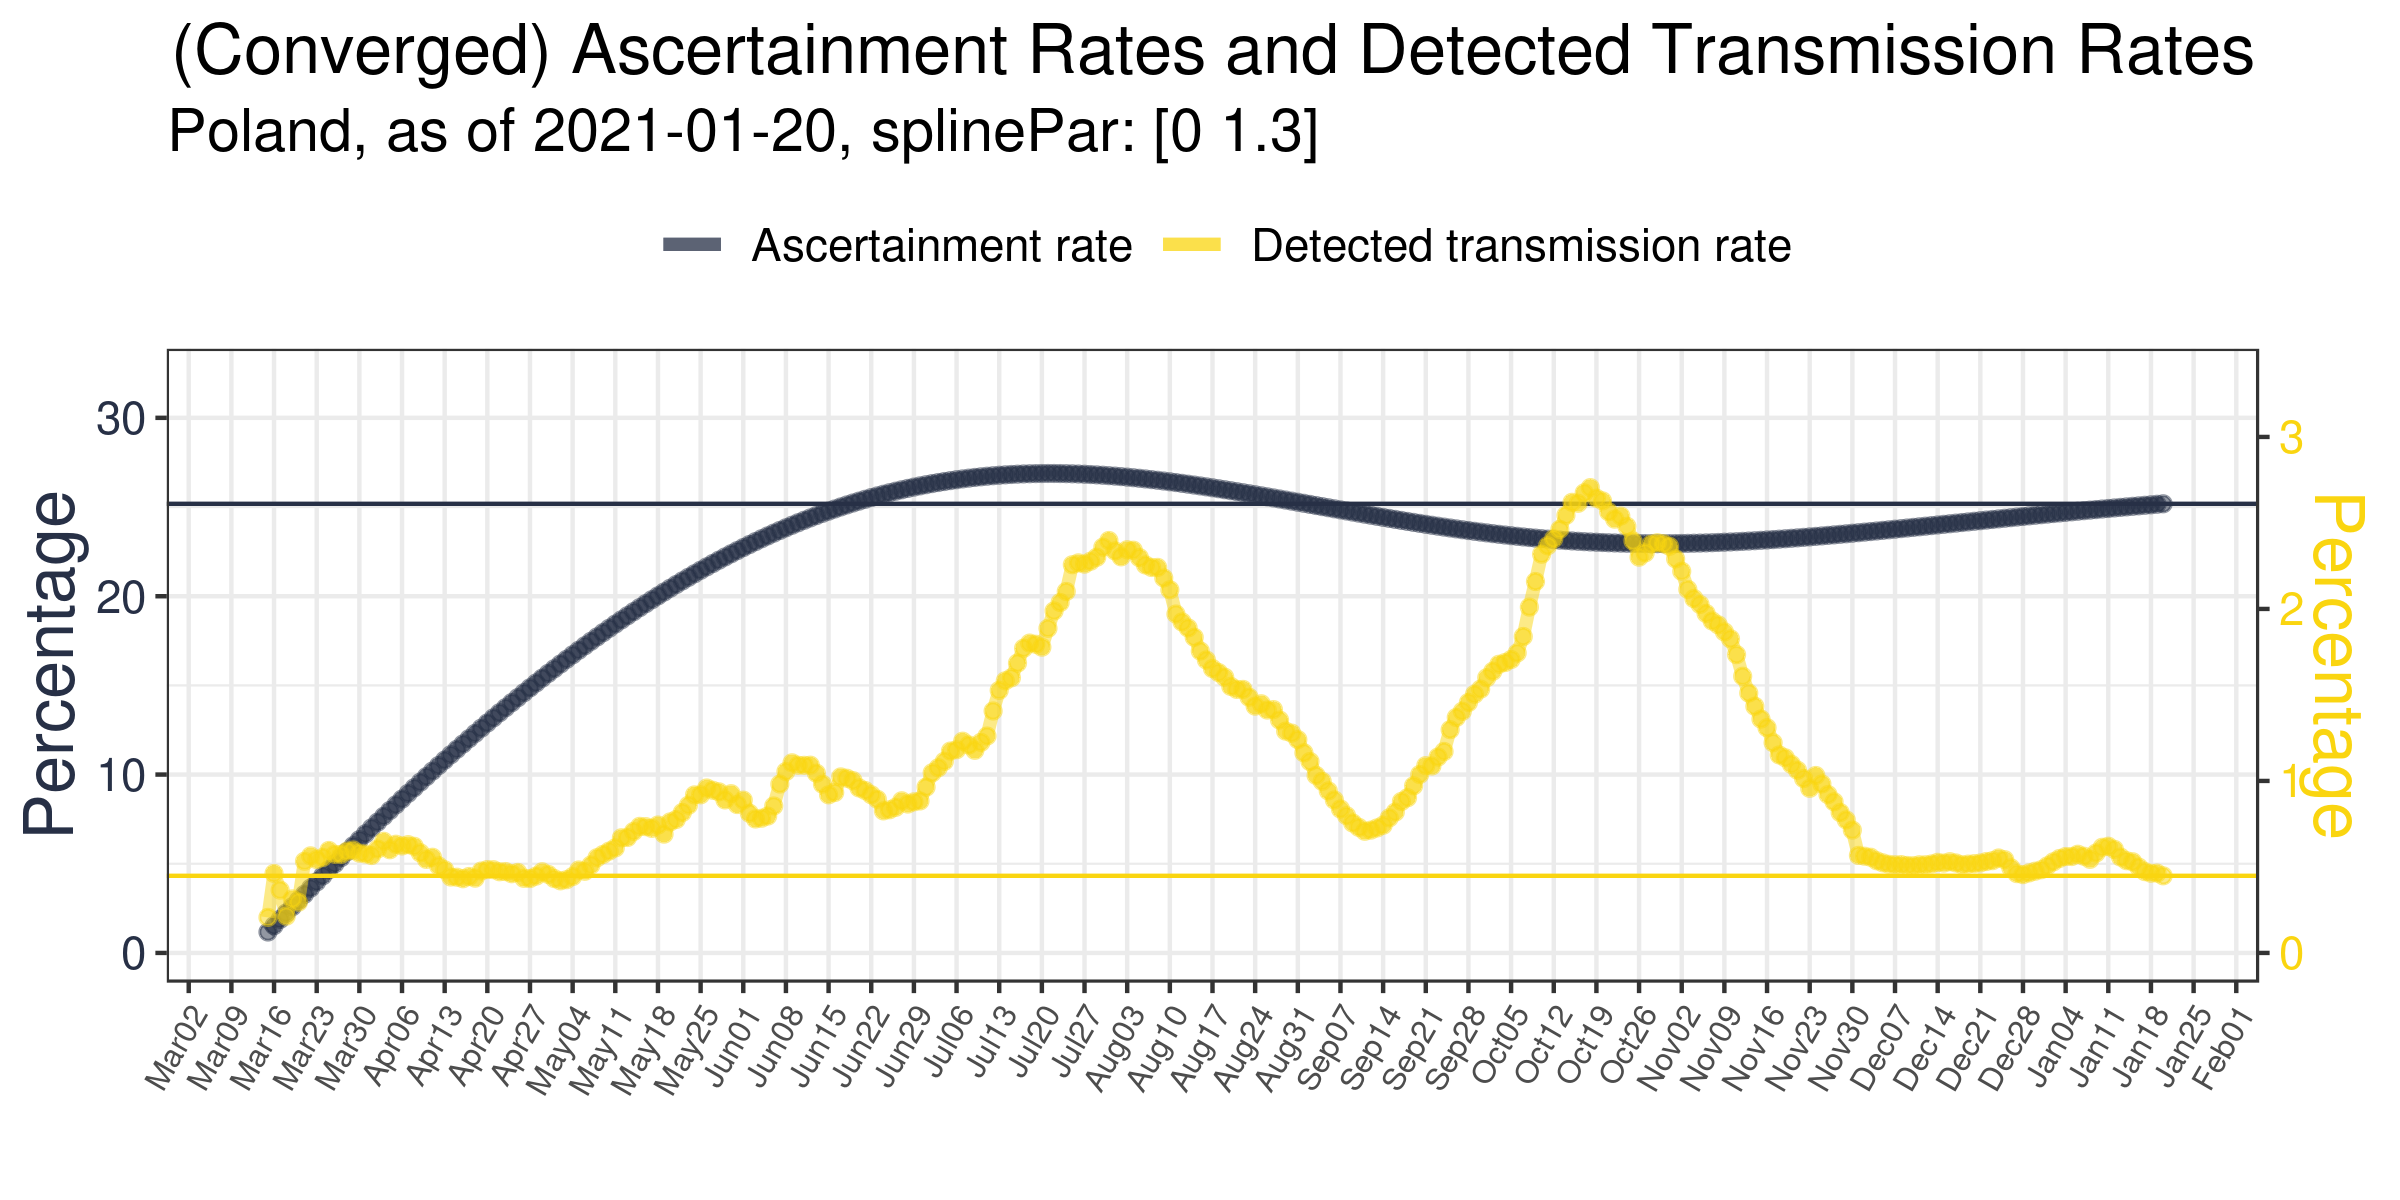 (Converged) Ascertainment Rates and Detected Transmission Rates
Poland, as of 2021-01-20, splinePar: [0 1.3]
Ascertainment rate
Detected transmission rate
Percentage
30
20
10
0
3
2
1
0
Percentage
Mar02
Mar09
Mar16
Mar23
Mar30
Apr06
Apr13
Apr20
Apr27
May04
May11
May18
May25
Jun01
Jun08
Jun15
Jun22
Jun29
Jul06
Jul13
Jul20
Jul27
Aug03
Aug10
Aug17
Aug24
Aug31
Sep07
Sep14
Sep21
Sep28
Oct05
Oct12
Oct19
Oct26
Nov02
Nov09
Nov16
Nov23
Nov30
Dec07
Dec14
Dec21
Dec28
Jan04
Jan11
Jan18
Jan25
Feb01